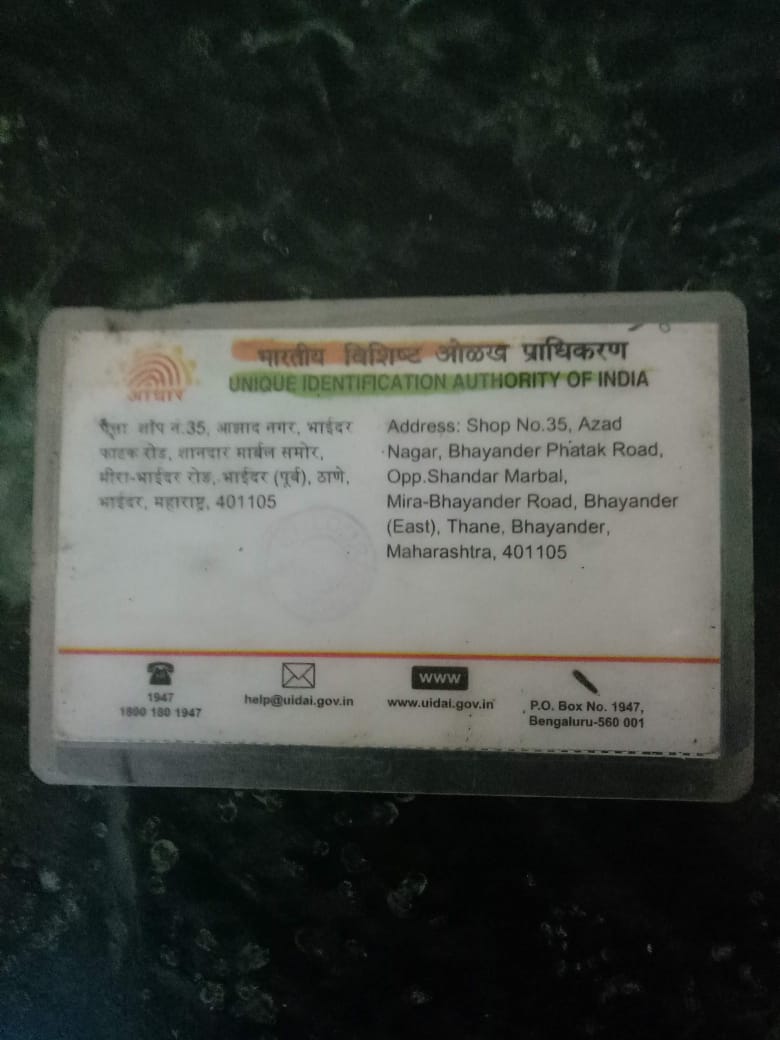 भारतीय विशिष्ट ओळख प्राधिकरण
UNIQUE IDENTIFICATION AUTHORITY OF INDIA
आधार
पत्ता शॉप नं.35, आझाद नगर, भाईंदर
फाटक रोड, शानदार मार्बल समोर,
मीरा-भाईंदर रोड, भाईंदर (पूर्व), ठाणे,
भाईंदर, महाराष्ट्र, 401105
Address: Shop No.35, Azad
Nagar, Bhayander Phatak Road,
Opp.Shandar Marbal,
Mira-Bhayander Road, Bhayander
(East), Thane, Bhayander,
Maharashtra, 401105
1947
1800 180 1947
help@uidai.gov.in
www
www.uidai.gov.in
P.O. Box No. 1947,
Bengaluru-560 001